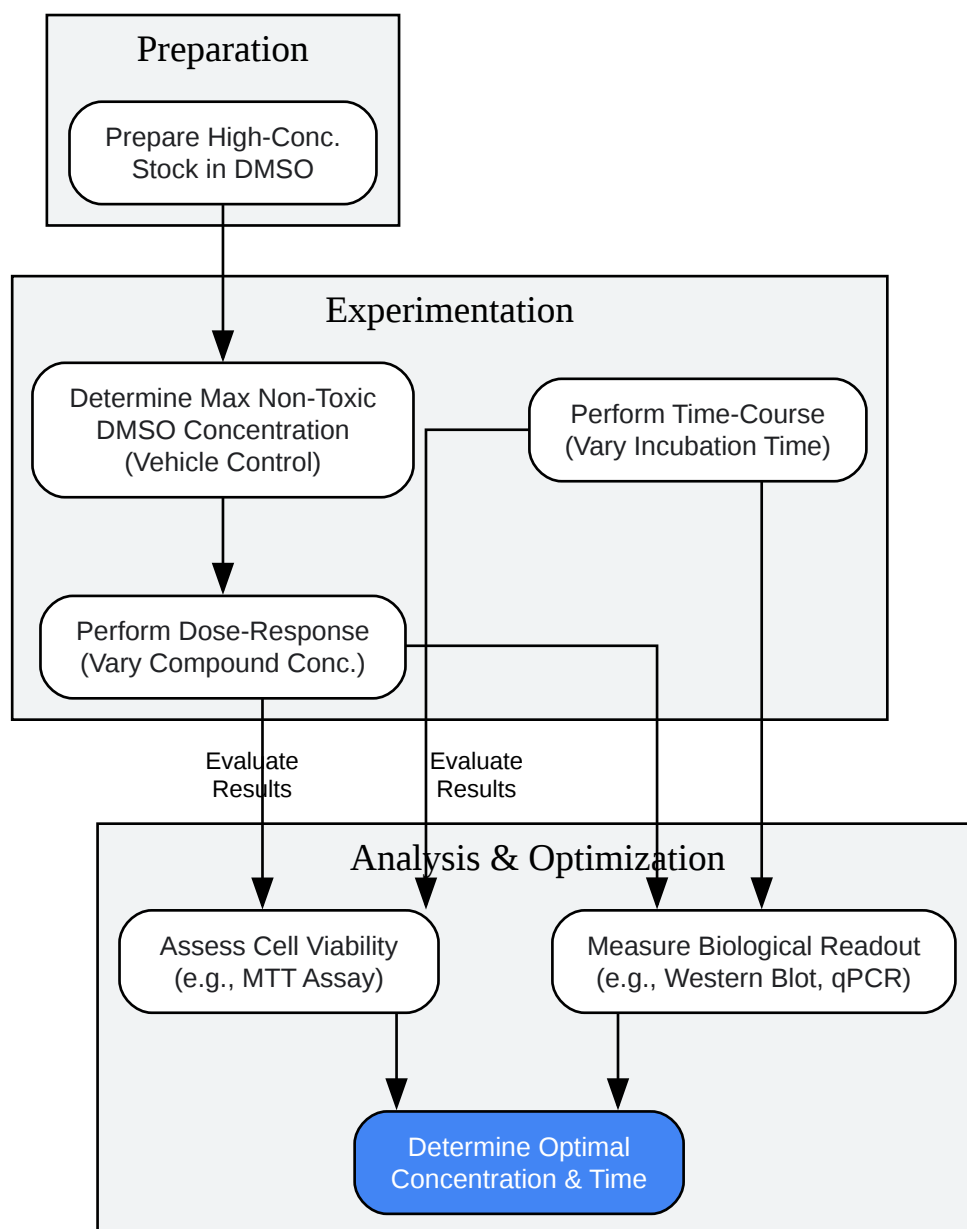 Preparation
Prepare High-Conc.
Stock in DMSO
Experimentation
Determine Max Non-Toxic
DMSO Concentration
(Vehicle Control)
Perform Time-Course
(Vary Incubation Time)
Perform Dose-Response
(Vary Compound Conc.)
Evaluate
Results
Evaluate
Results
Analysis & Optimization
Assess Cell Viability
(e.g., MTT Assay)
Measure Biological Readout
(e.g., Western Blot, qPCR)
Determine Optimal
Concentration & Time